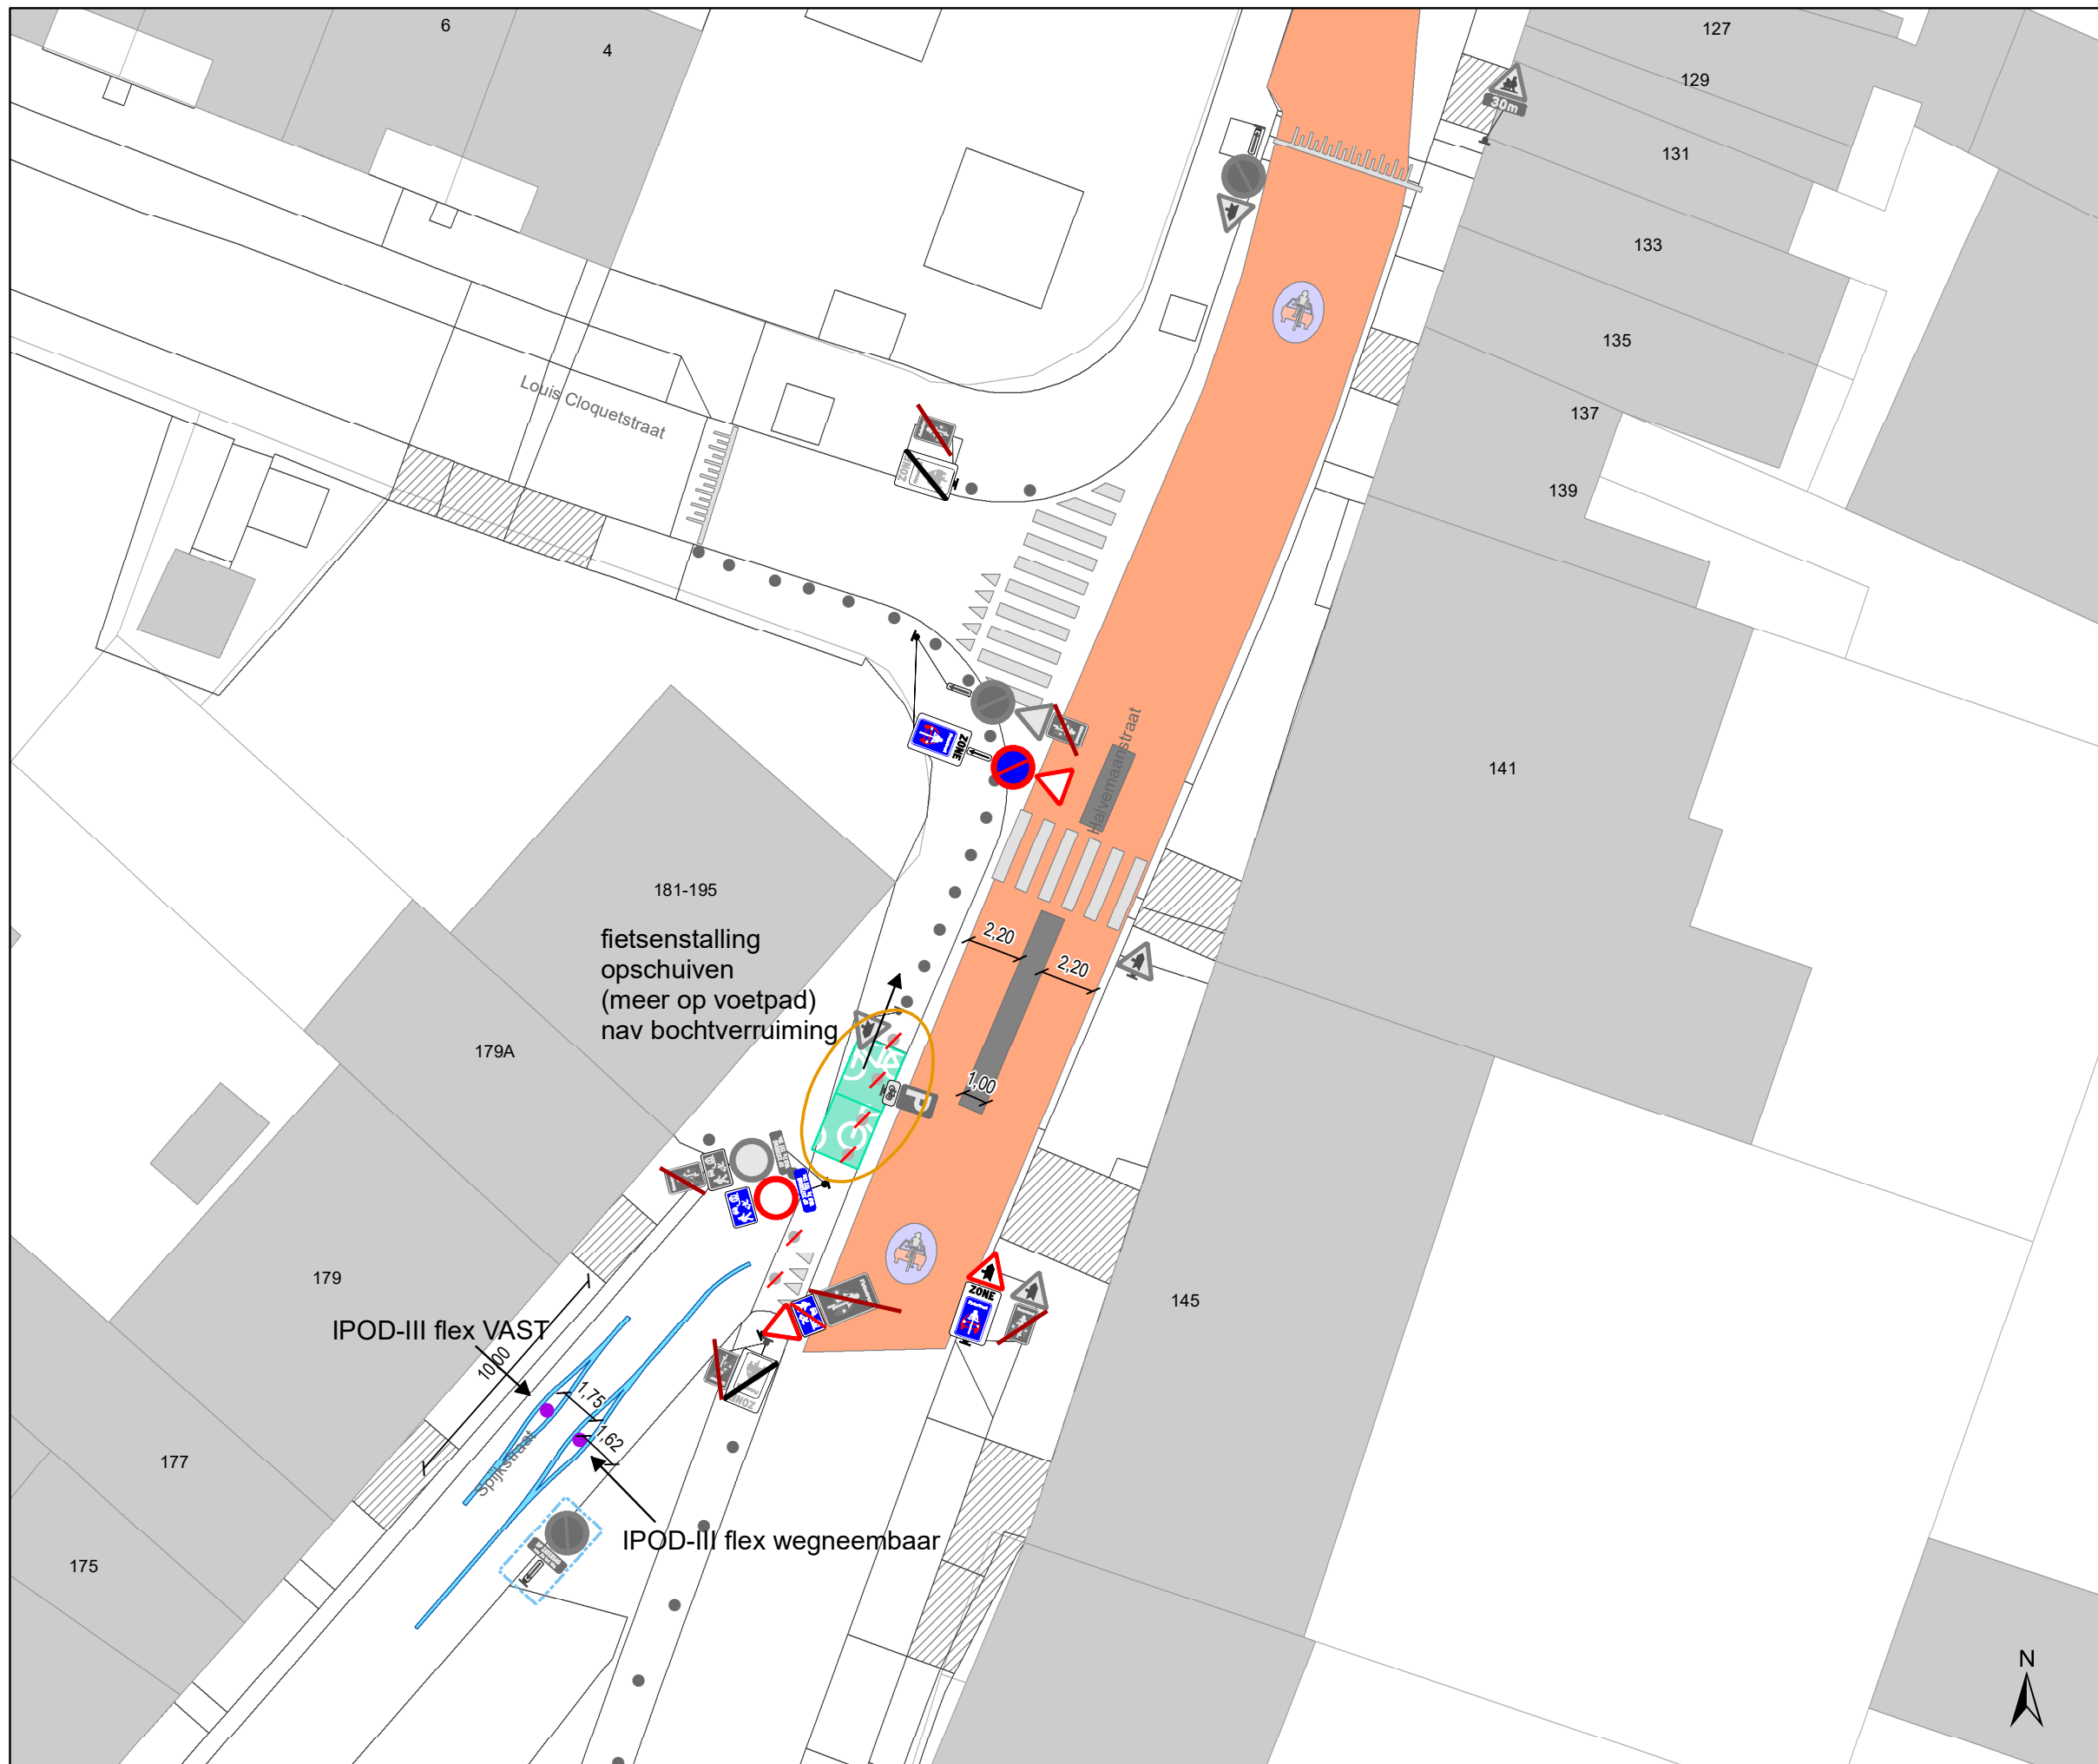 6
4
127
129
30m
131
133
135
137
139
Louis Cloquetstraat
ZONE
Halvemaanstraat
ZONE
141
181-195
fietsenstalling
opschuiven
(meer op voetpad)
nav bochtverruiming
2,20
2,20
179A
1,00
P
179
ZONE
145
IPOD-III flex VAST
10,00
1,75
1,62
ZONE
Spijkstraat
177
IPOD-III flex wegneembaar
175
N